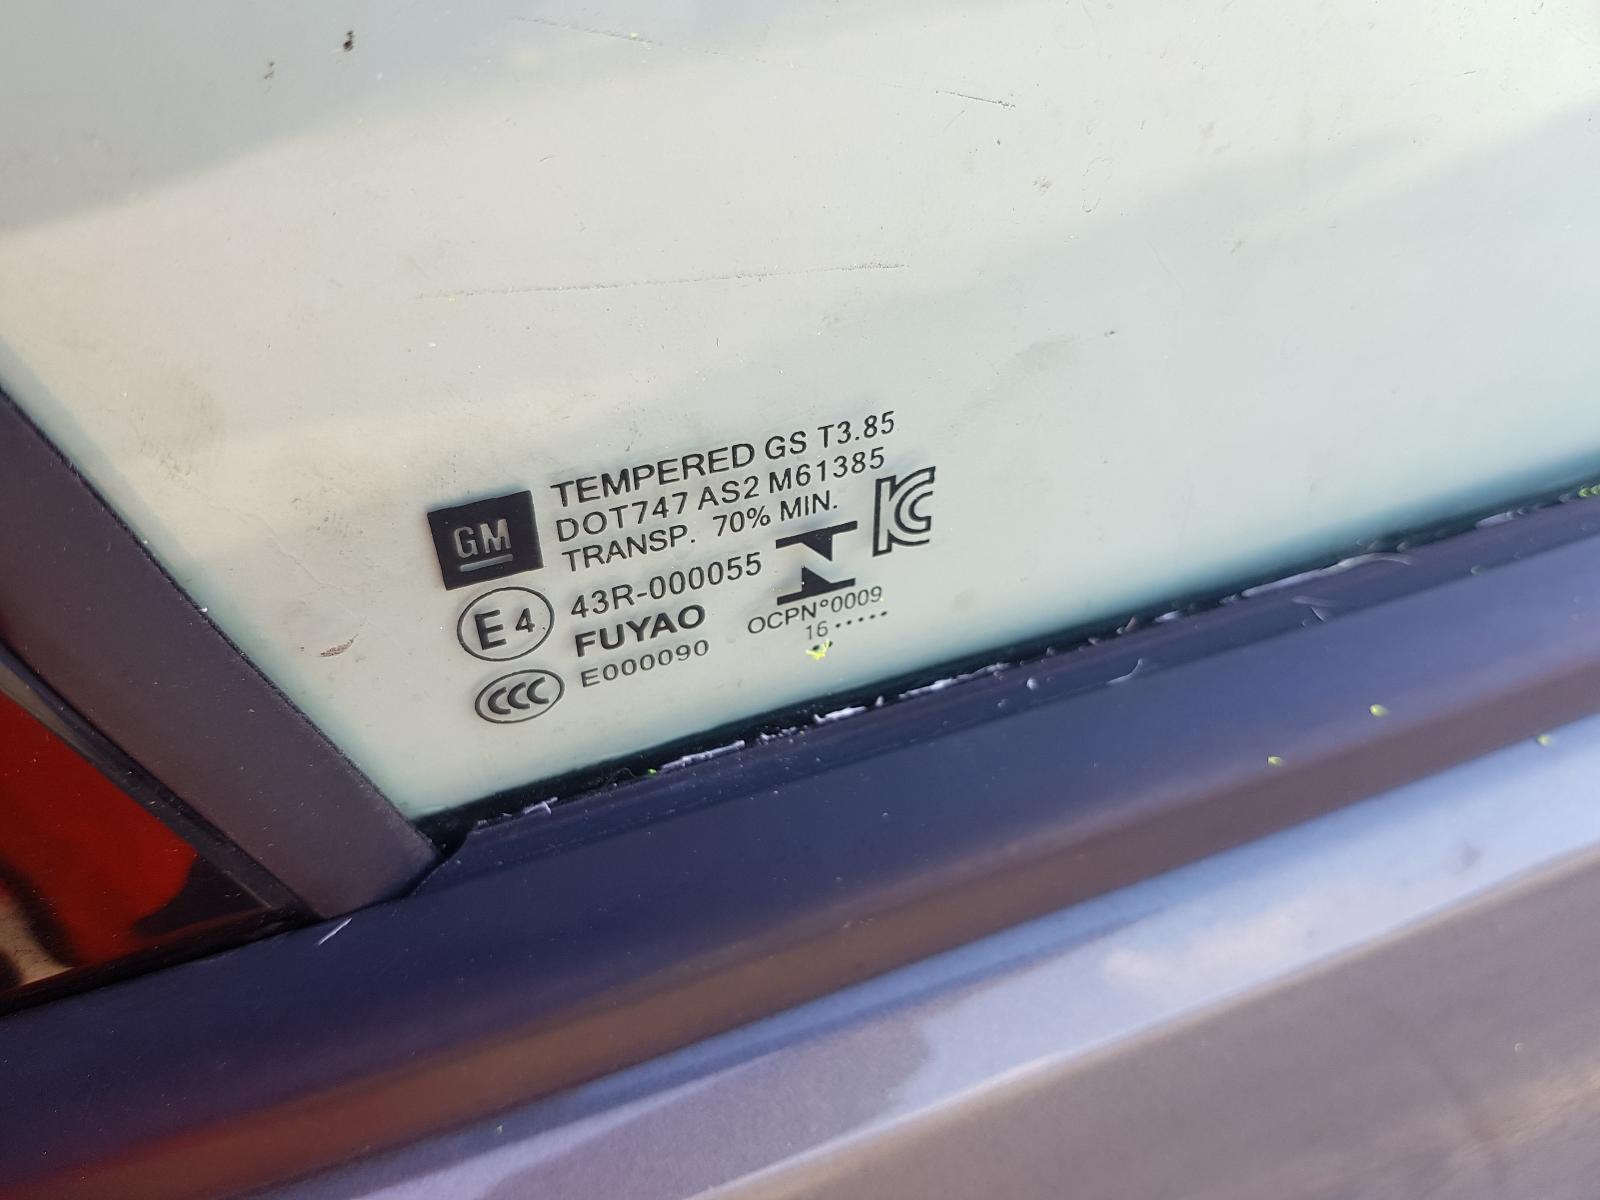 GM
TEMPERED GS T3.85
DOT747 AS2 M61385
TRANSP. 70% MIN.
E4 43R-000055
FUYAO
CCC E000090
KC
N
OCPN°0009
16•••••